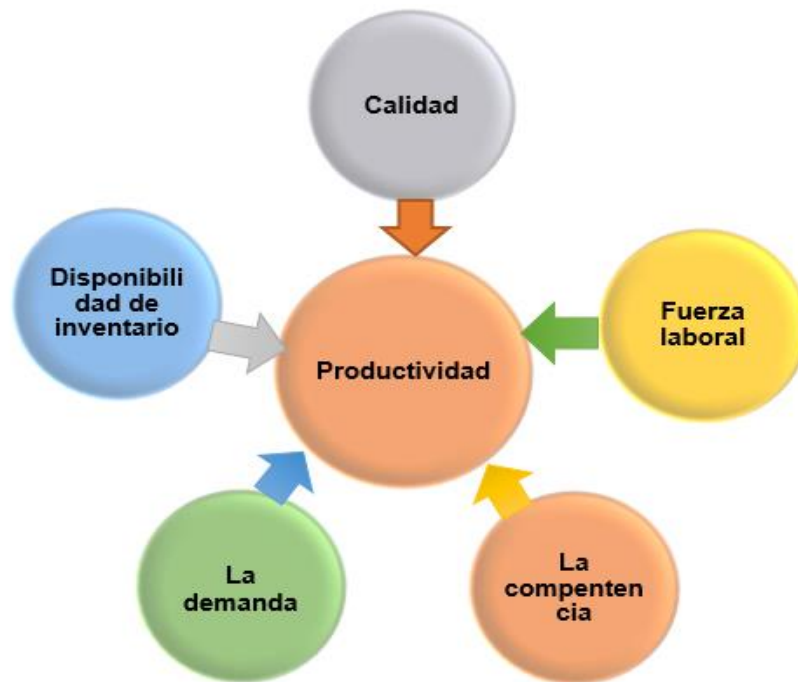 Calidad
Disponibili
dad de
inventario
Fuerza
laboral
Productividad
La
demanda
La
compenten
cia